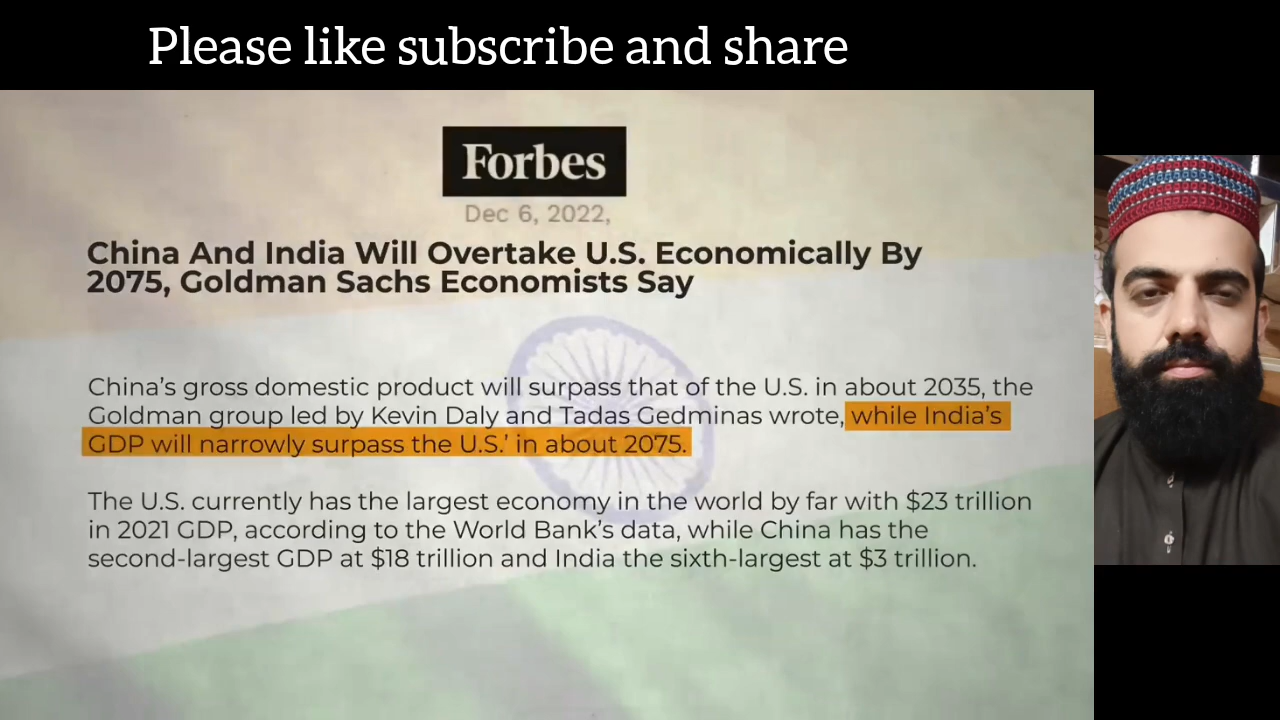 Please like subscribe and share
Forbes
Dec 6, 2022,
China And India Will Overtake U.S. Economically By
2075, Goldman Sachs Economists Say
China’s gross domestic product will surpass that of the U.S. in about 2035, the
Goldman group led by Kevin Daly and Tadas Gedminas wrote, while India’s
GDP will narrowly surpass the U.S.’ in about 2075.
The U.S. currently has the largest economy in the world by far with $23 trillion
in 2021 GDP, according to the World Bank’s data, while China has the
second-largest GDP at $18 trillion and India the sixth-largest at $3 trillion.